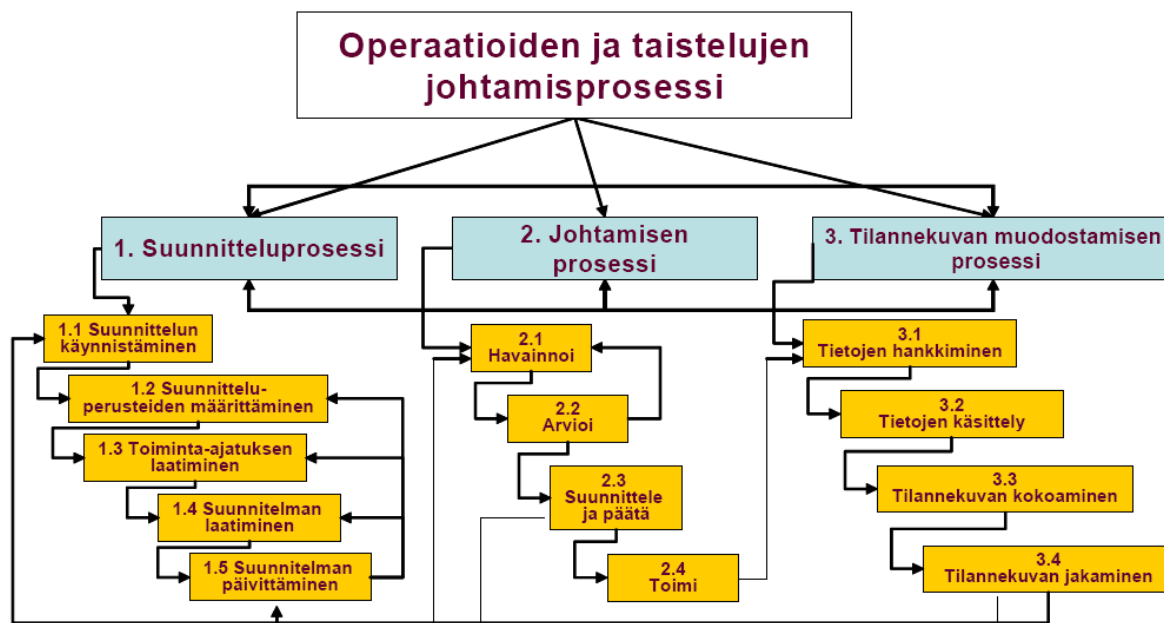 Operaatioiden ja taistelujen
johtamisprosessi
1. Suunnitteluprosessi
2. Johtamisen
prosessi
3. Tilannekuvan muodostamisen
prosessi
1.1 Suunnittelun
käynnistäminen
1.2 Suunnittelu-
perusteiden määrittäminen
1.3 Toiminta-ajatuksen
laatiminen
1.4 Suunnitelman
laatiminen
1.5 Suunnitelman
päivittäminen
2.1
Havainnoi
2.2
Arvioi
2.3
Suunnittele
ja päätä
2.4
Toimi
3.1
Tietojen hankkiminen
3.2
Tietojen käsittely
3.3
Tilannekuvan kokoaminen
3.4
Tilannekuvan jakaminen